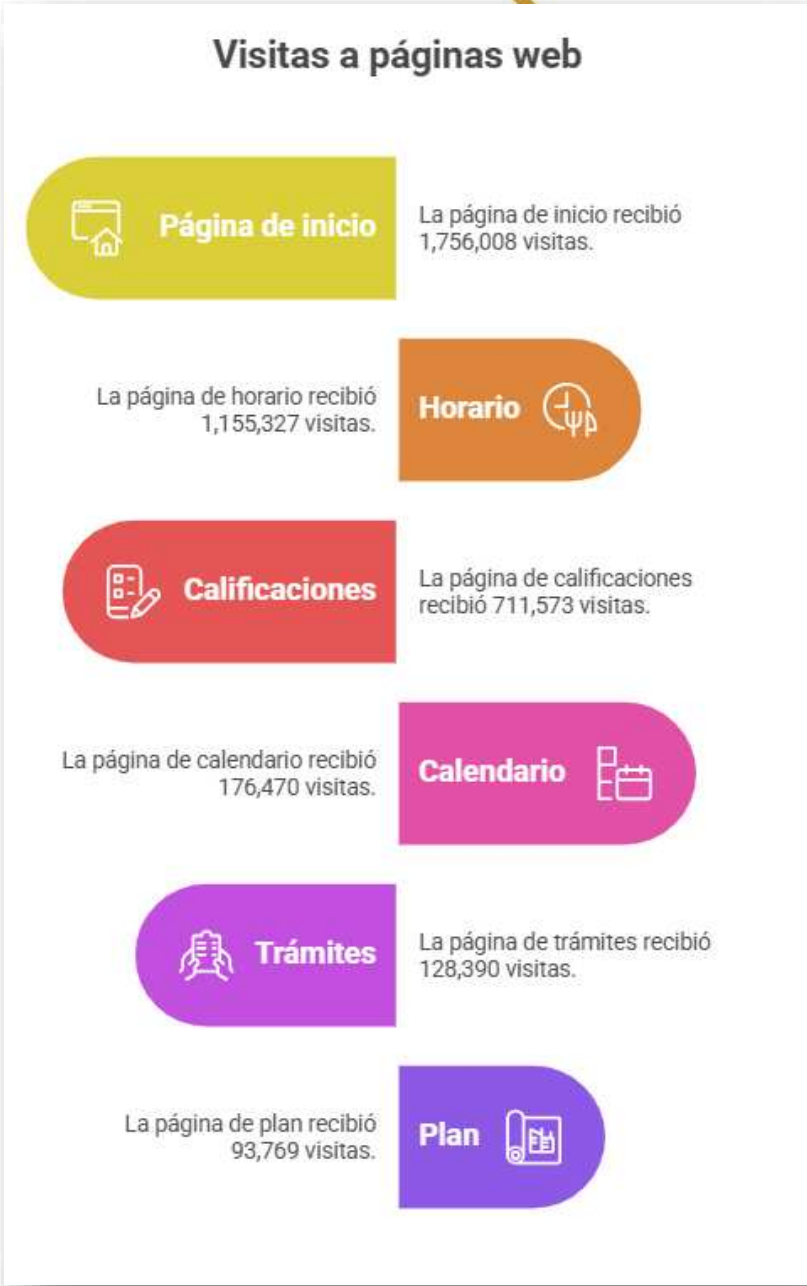 Visitas a páginas web
Página de inicio
La página de inicio recibió
1,756,008 visitas.
La página de horario recibió
1,155,327 visitas.
Horario
Calificaciones
La página de calificaciones
recibió 711,573 visitas.
La página de calendario recibió
176,470 visitas.
Calendario
Trámites
La página de trámites recibió
128,390 visitas.
La página de plan recibió
93,769 visitas.
Plan